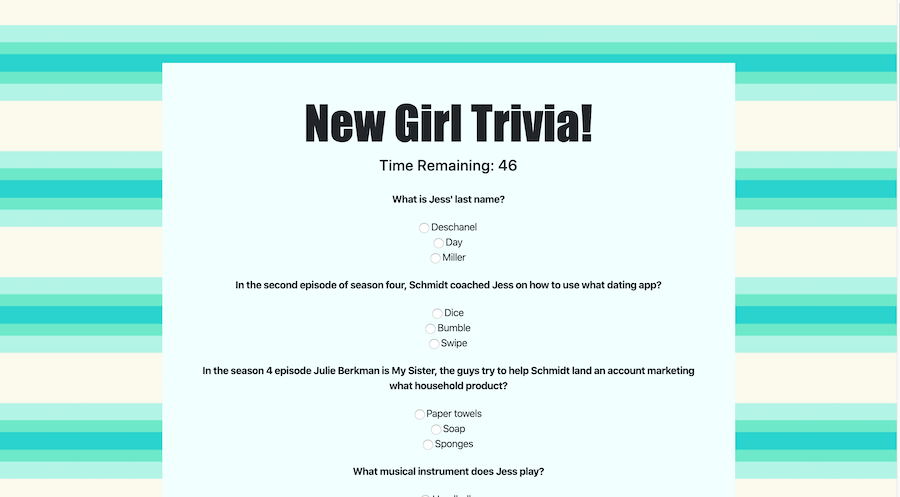 New Girl Trivia!
Time Remaining: 46
What is Jess' last name?
Deschanel
Day
Miller
In the second episode of season four, Schmidt coached Jess on how to use what dating app?
Dice
Bumble
Swipe
In the season 4 episode Julie Berkman is My Sister, the guys try to help Schmidt land an account marketing
what household product?
Paper towels
Soap
Sponges
What musical instrument does Jess play?